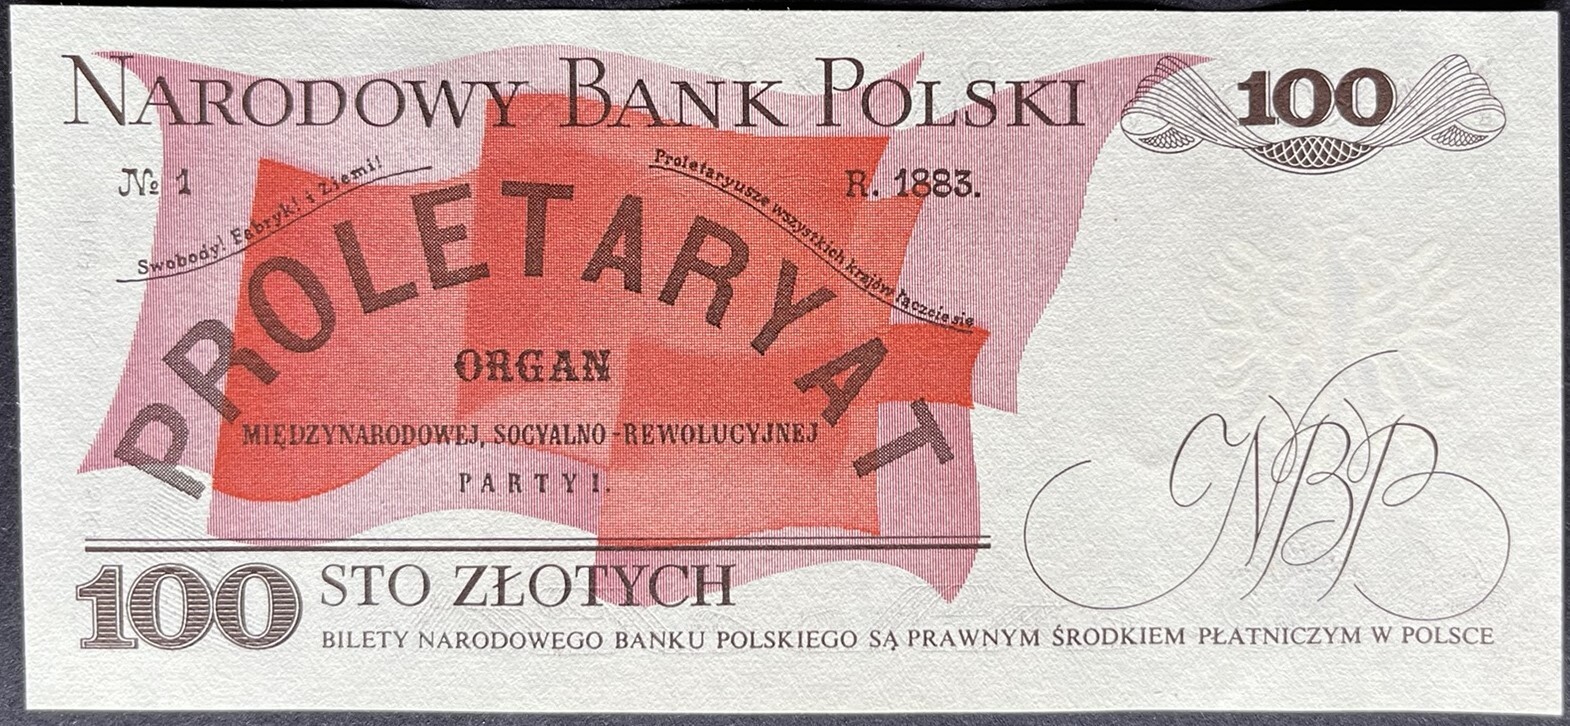 NARODOWY BANK POLSKI
100
№ 1
R. 1883.
Swobody! Fabryk! i Ziemi!
Proletaryusze wszystkich krajów łączcie się
PROLETARYAT
ORGAN
MIĘDZYNARODOWEJ, SOCYALNO-REWOLUCYJNEJ
PARTYI.
NBP
100 STO ZŁOTYCH
BILETY NARODOWEGO BANKU POLSKIEGO SĄ PRAWNYM ŚRODKIEM PŁATNICZYM W POLSCE